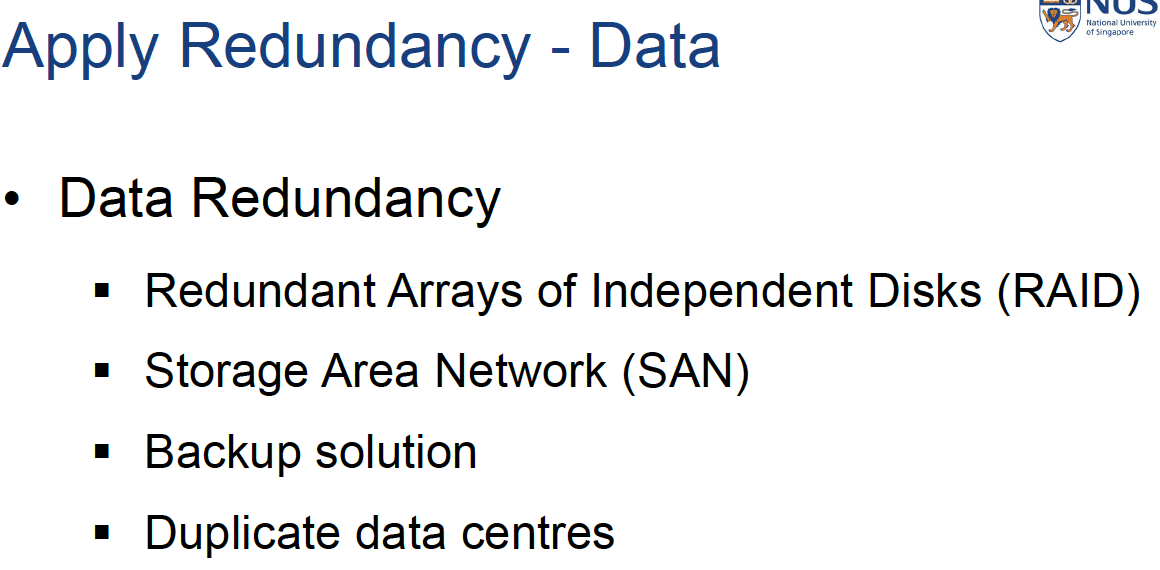 Apply Redundancy - Data
NUS
National University
of Singapore
• Data Redundancy
▪ Redundant Arrays of Independent Disks (RAID)
▪ Storage Area Network (SAN)
▪ Backup solution
▪ Duplicate data centres